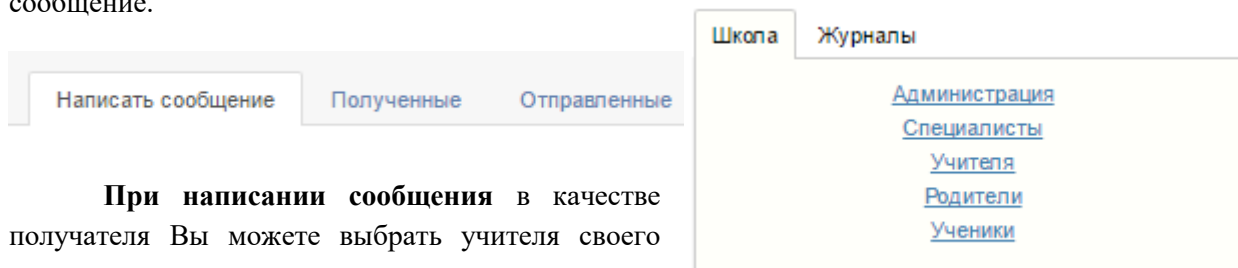 сообщение.
Написать сообщение Полученные Отправленные
При написании сообщения в качестве
получателя Вы можете выбрать учителя своего
Школа Журналы
Администрация
Специалисты
Учителя
Родители
Ученики